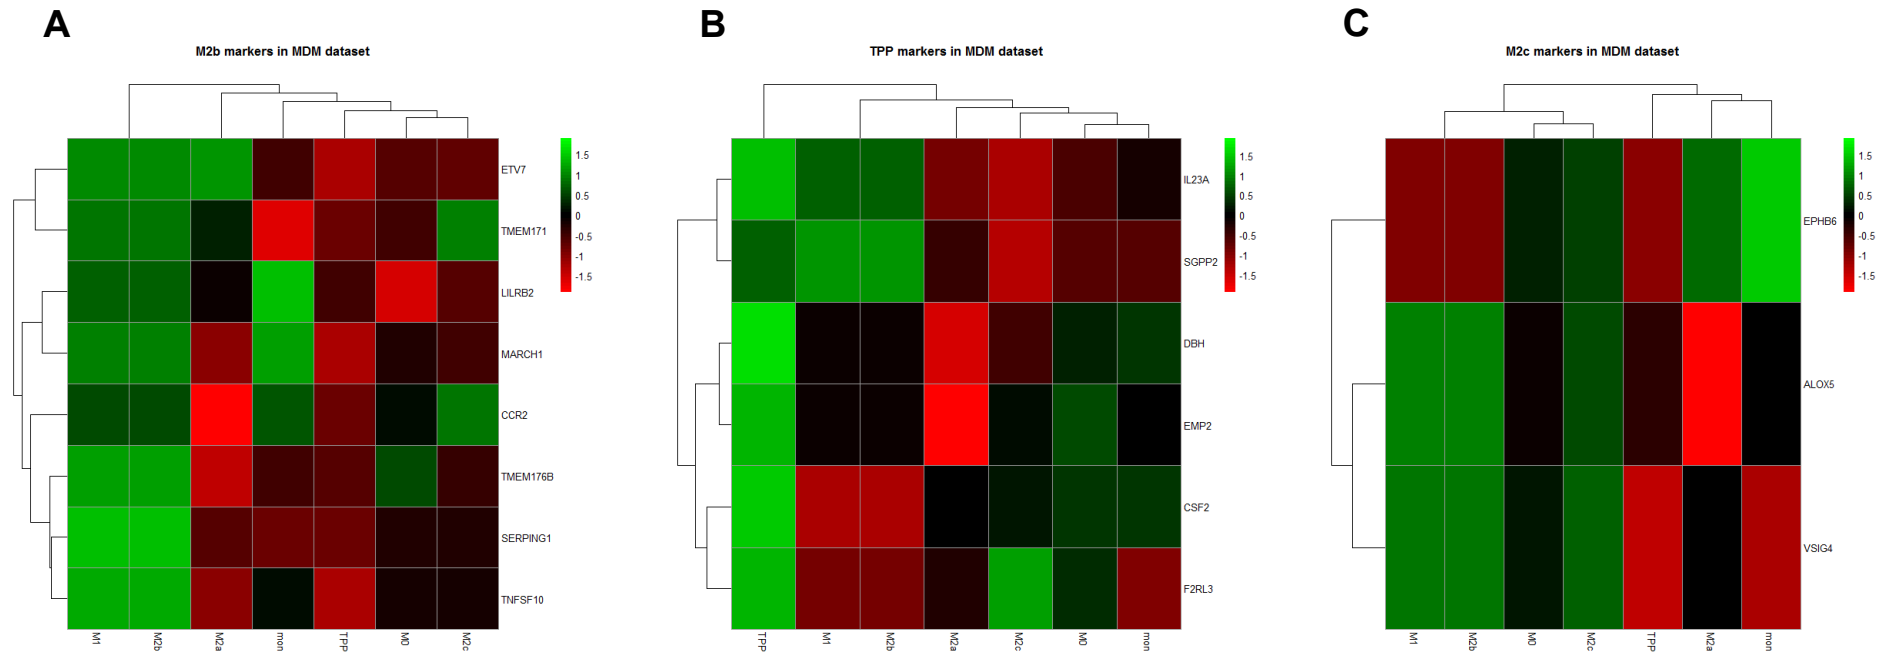 A
M2b markers in MDM dataset
ETV7
TMEM171
LILRB2
MARCH1
CCR2
TMEM176B
SERPING1
TNFSF10
M1
M2b
M2a
mon
TPP
M0
M2c
1.5
1
0.5
0
-0.5
-1
-1.5
B
TPP markers in MDM dataset
IL23A
SGPP2
DBH
EMP2
CSF2
F2RL3
TPP
M1
M2b
M2a
M2c
M0
mon
1.5
1
0.5
0
-0.5
-1
-1.5
C
M2c markers in MDM dataset
EPHB6
ALOX5
VSIG4
M1
M2b
M0
M2c
TPP
M2a
mon
1.5
1
0.5
0
-0.5
-1
-1.5